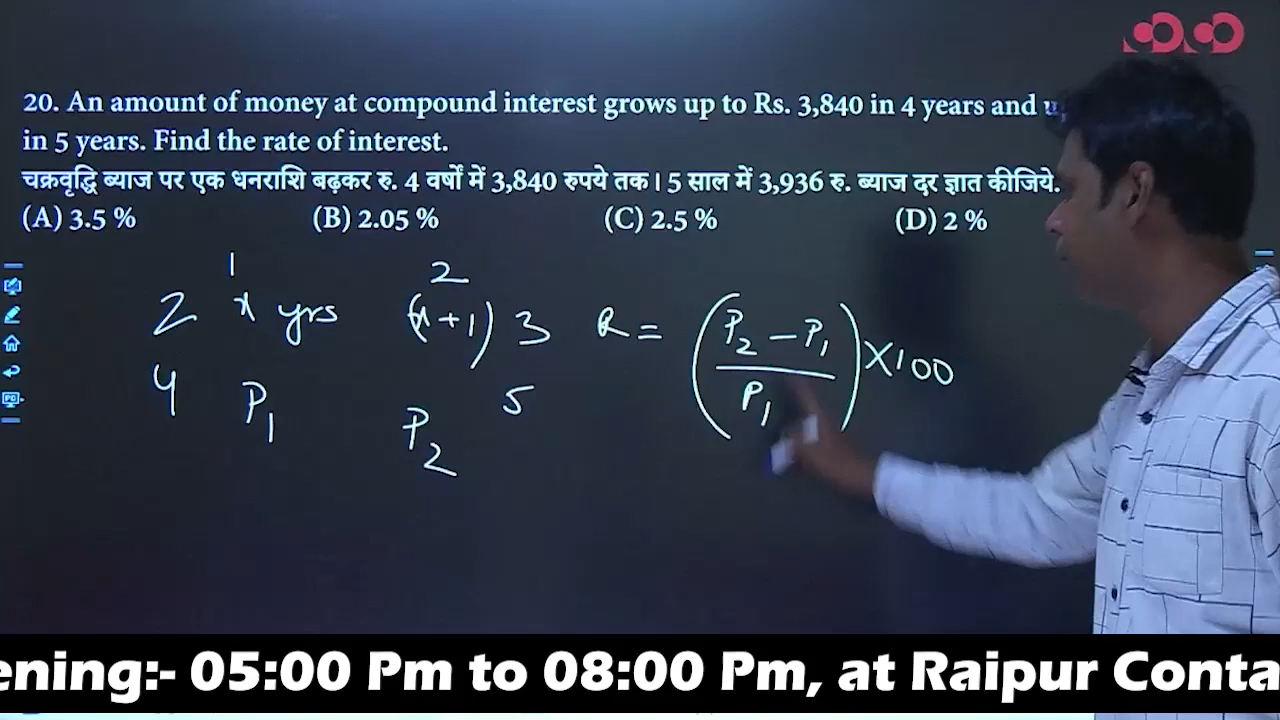 20. An amount of money at compound interest grows up to Rs. 3,840 in 4 years and
in 5 years. Find the rate of interest.
चक्रवृद्धि ब्याज पर एक धनराशि बढ़कर रु. 4 वर्षों में 3,840 रुपये तक। 5 साल में 3,936 रु. ब्याज दर ज्ञात कीजिये.
(A) 3.5 % (B) 2.05 % (C) 2.5 % (D) 2 %
1 2
2 x yrs (x+1) 3 R = (P2 - P1 / P1) × 100
4 P1 P2 5
ening:- 05:00 Pm to 08:00 Pm, at Raipur Conta